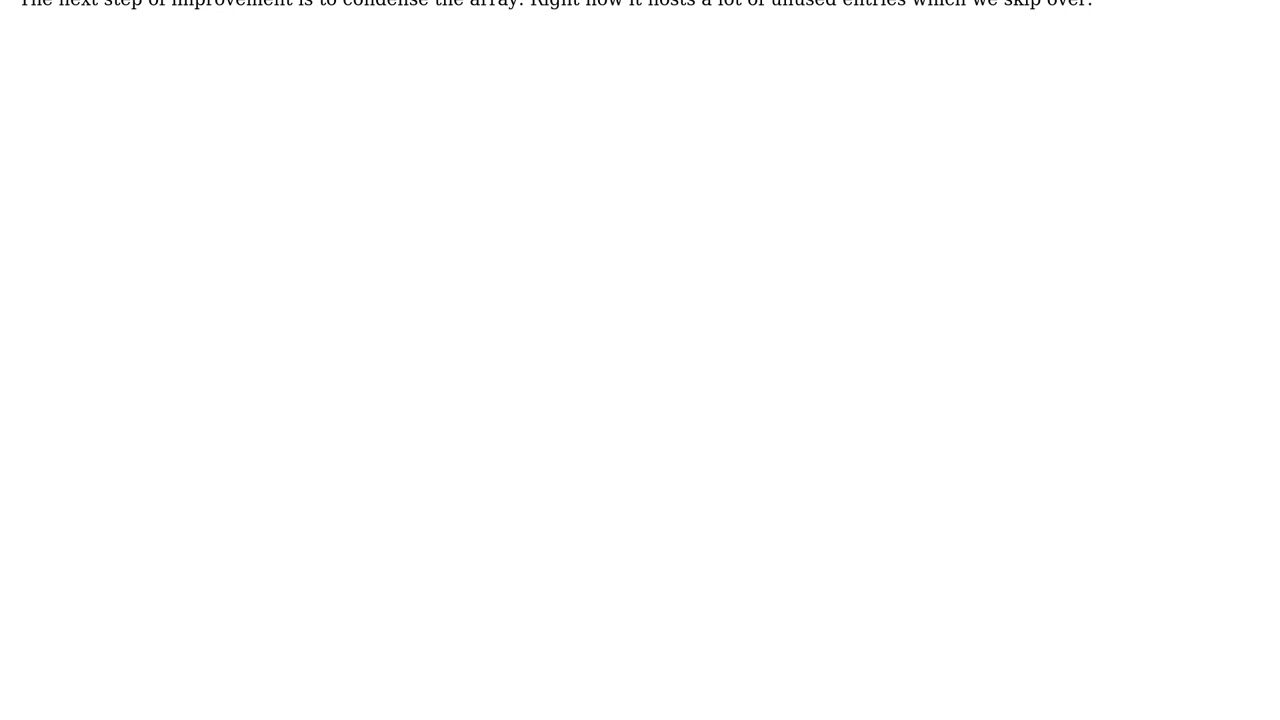 The next step of improvement is to condense the array. Right now it hosts a lot of unused entries which we skip over.